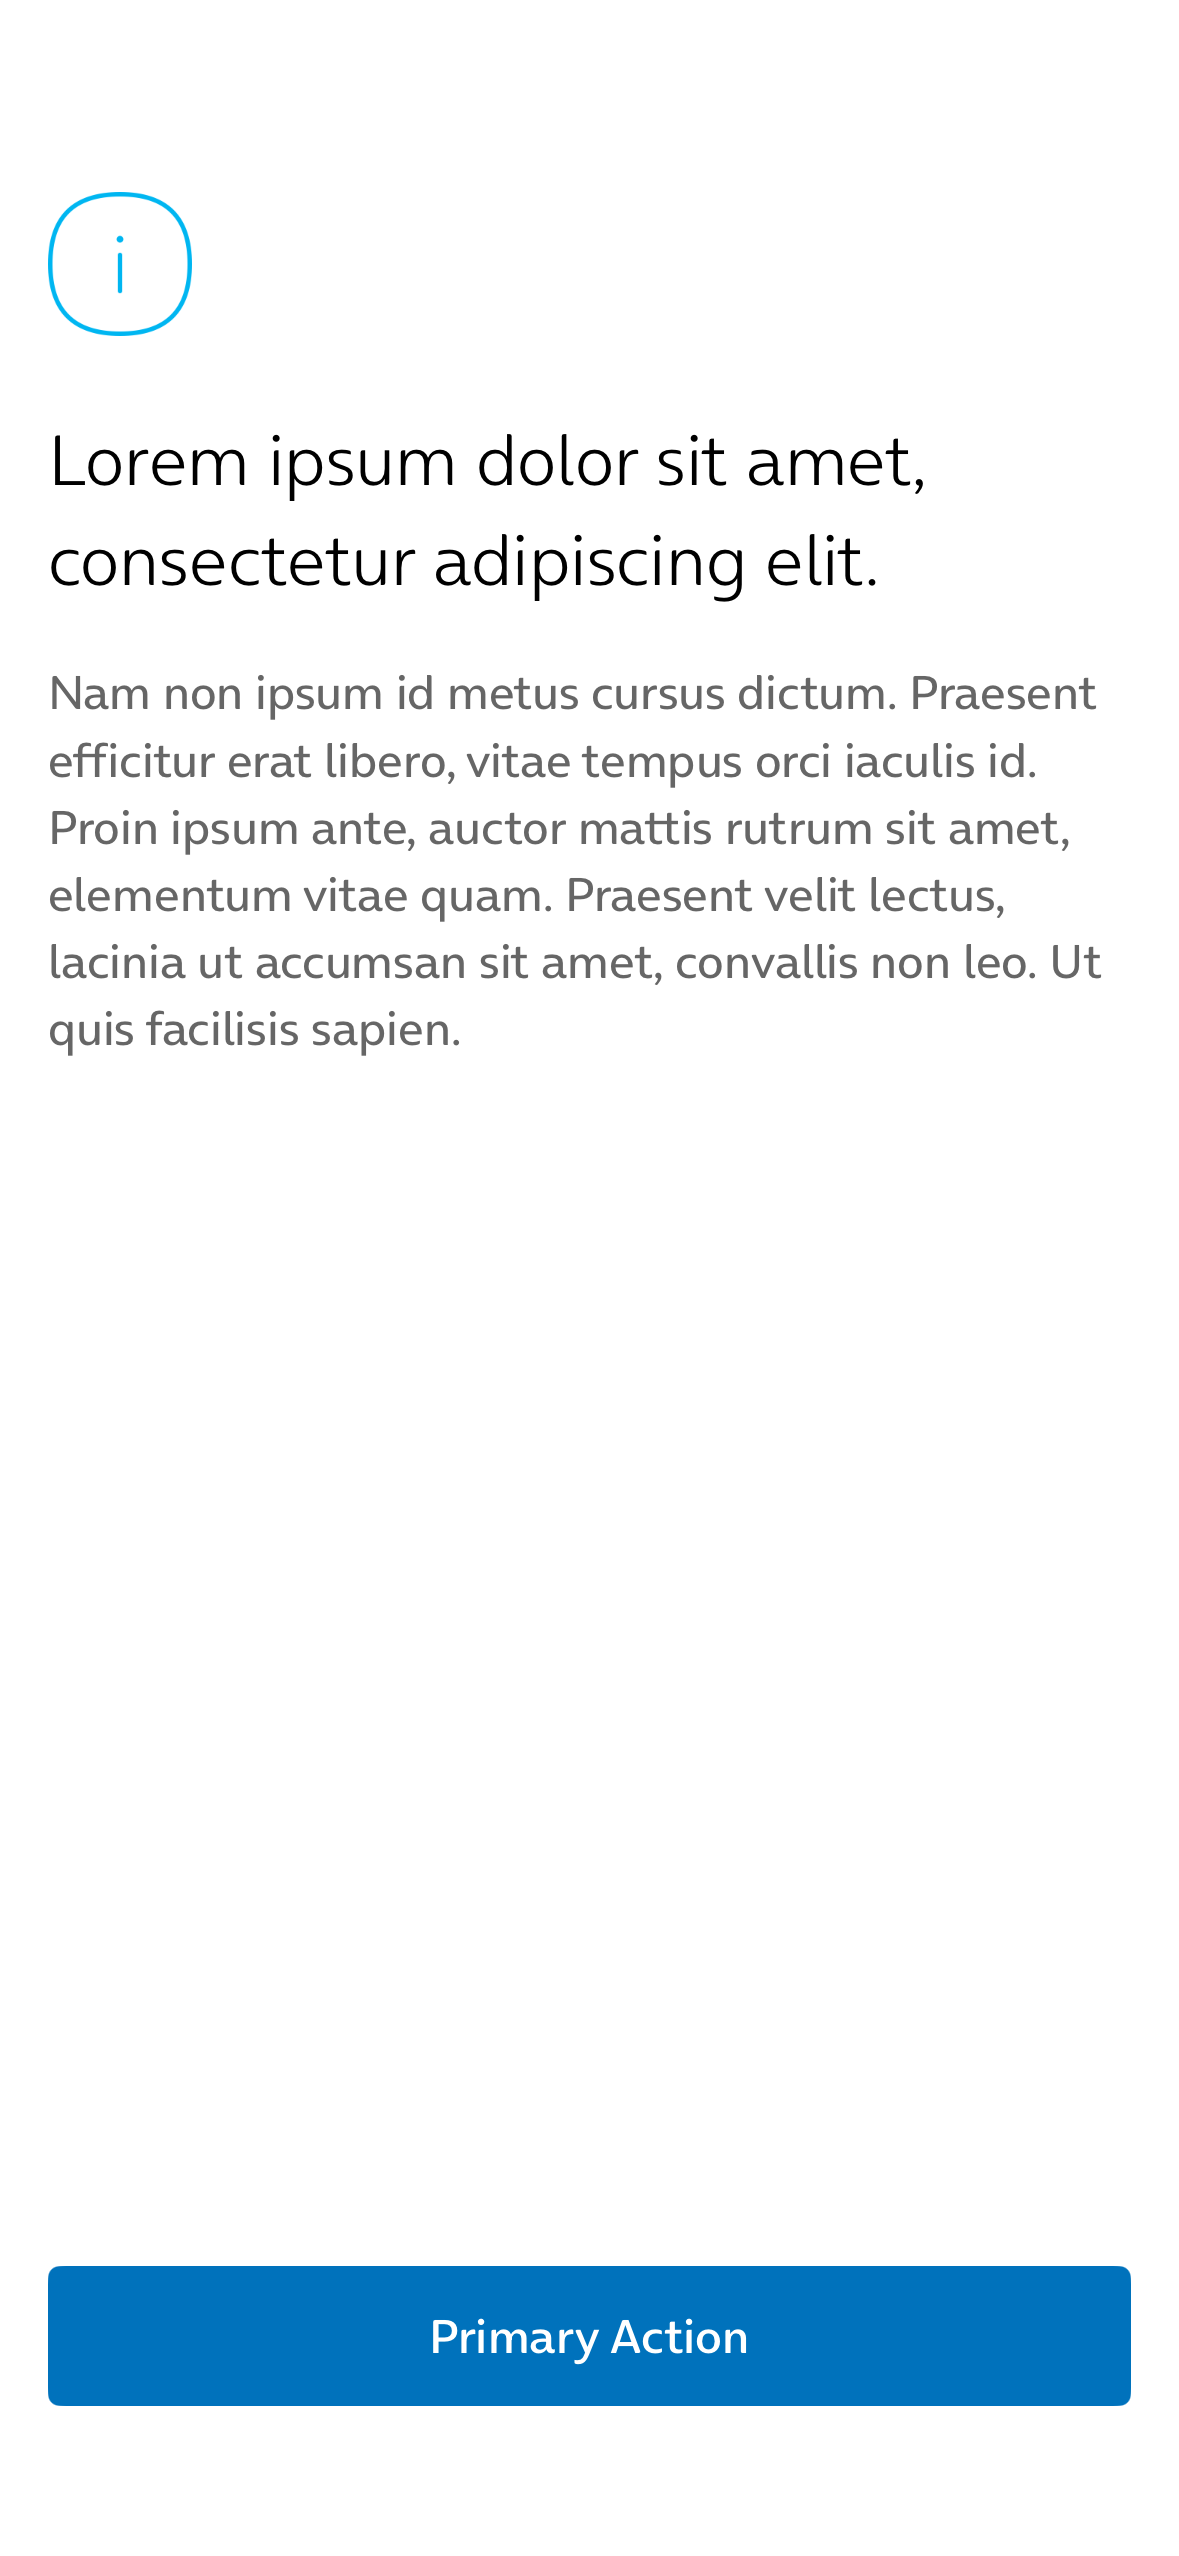 i
Lorem ipsum dolor sit amet,
consectetur adipiscing elit.
Nam non ipsum id metus cursus dictum. Praesent
efficitur erat libero, vitae tempus orci iaculis id.
Proin ipsum ante, auctor mattis rutrum sit amet,
elementum vitae quam. Praesent velit lectus,
lacinia ut accumsan sit amet, convallis non leo. Ut
quis facilisis sapien.
Primary Action